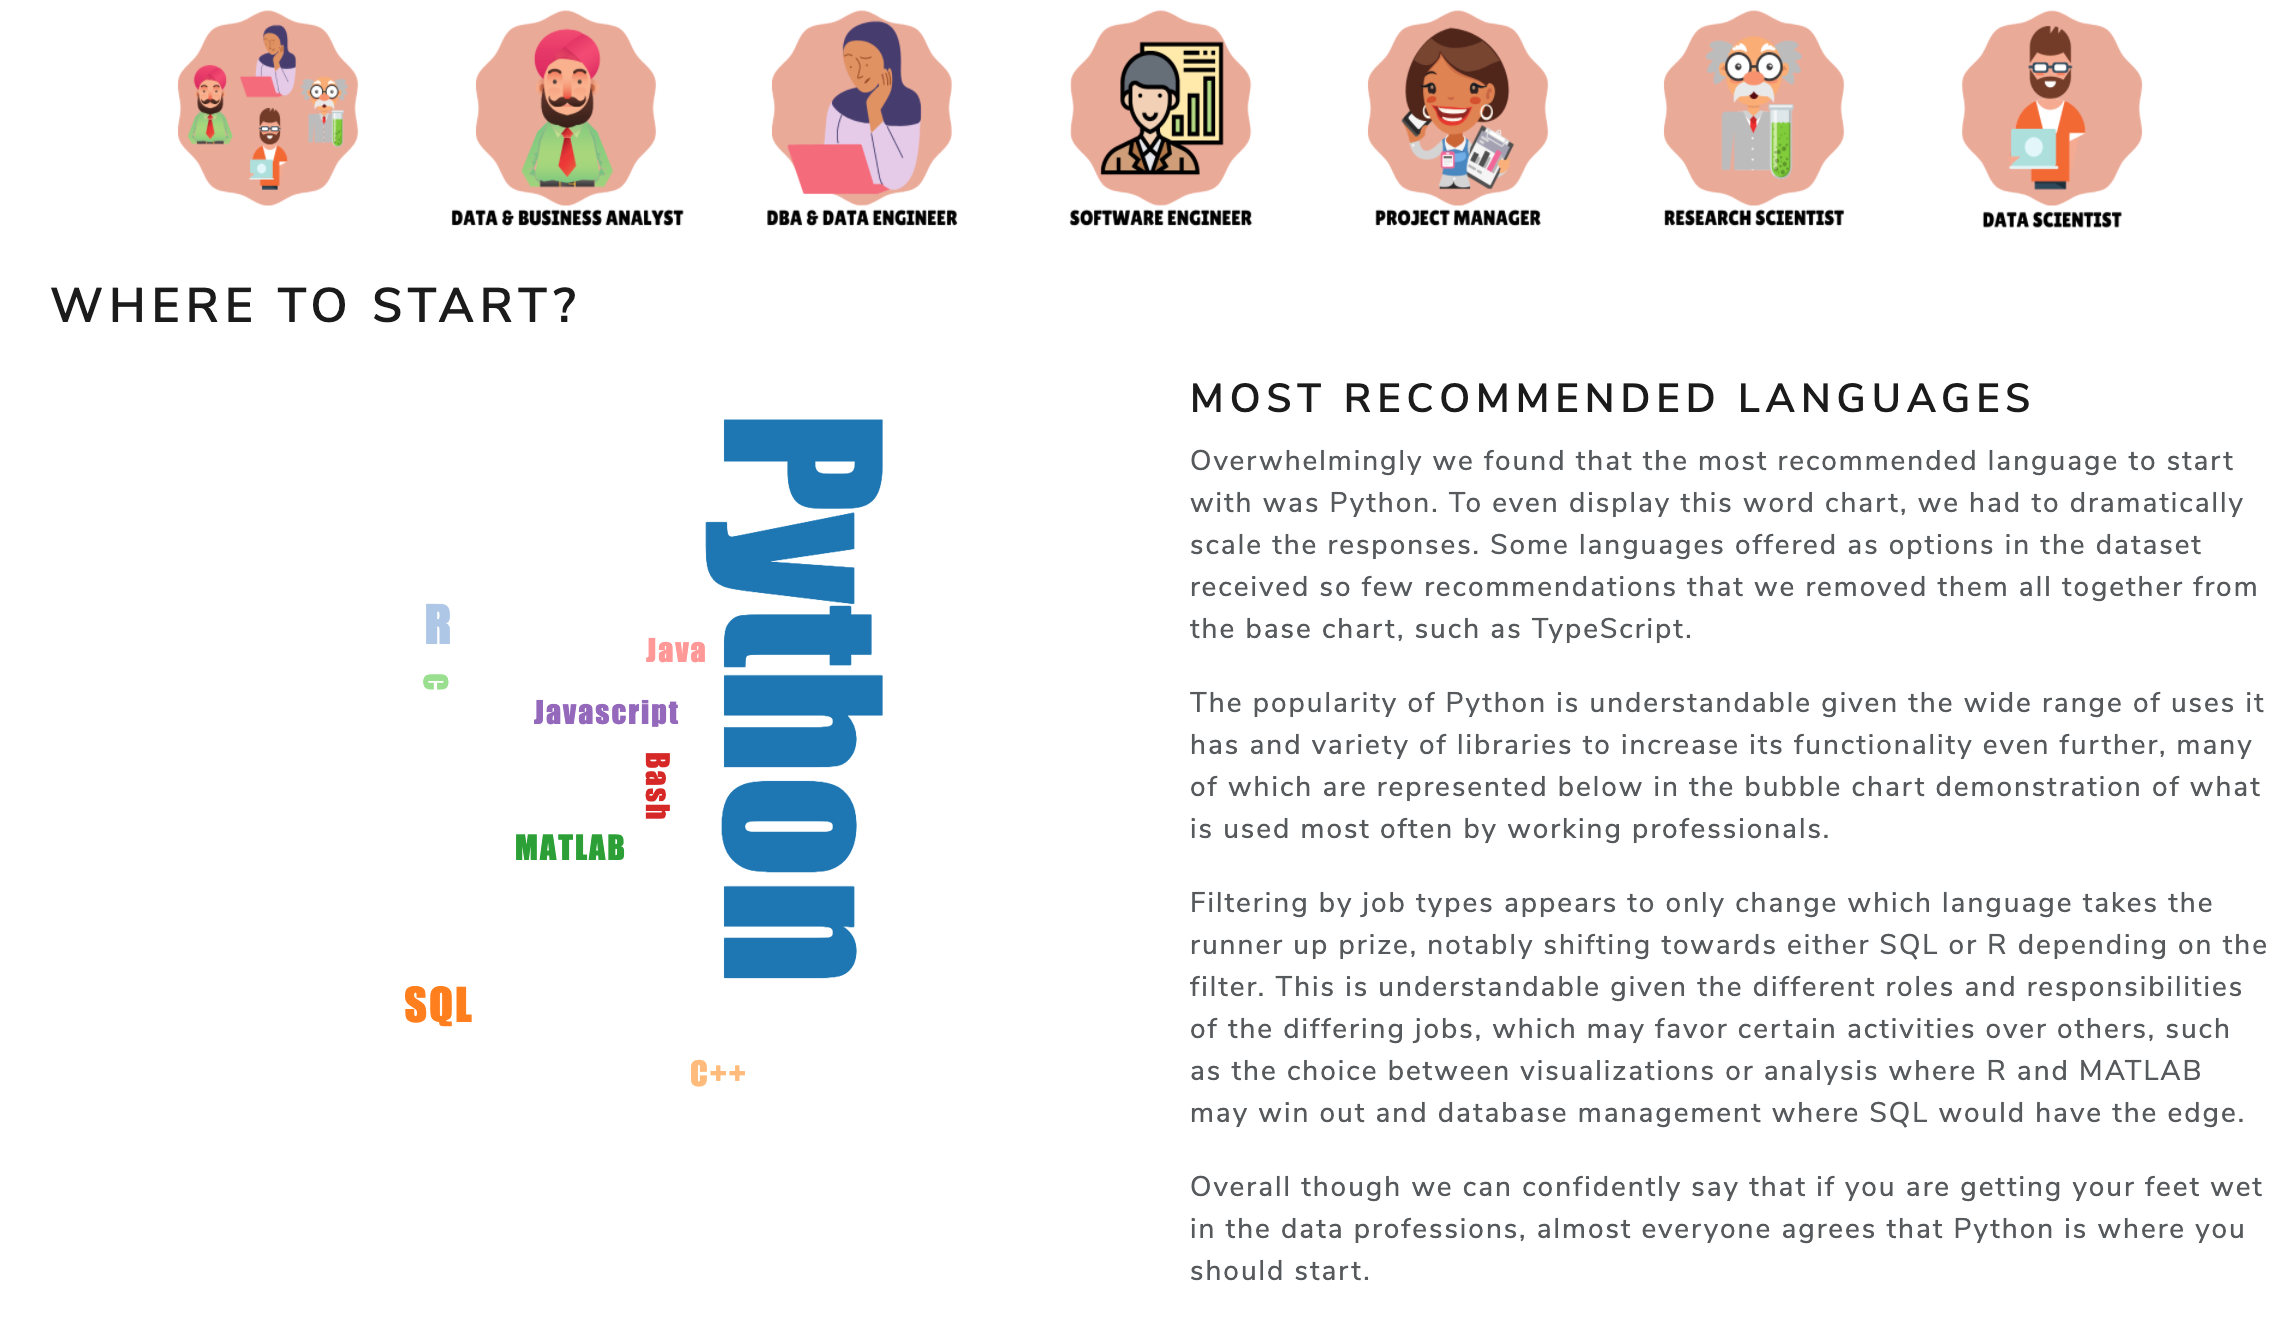 DATA & BUSINESS ANALYST
DBA & DATA ENGINEER
SOFTWARE ENGINEER
PROJECT MANAGER
RESEARCH SCIENTIST
DATA SCIENTIST
WHERE TO START?
Python
R
Java
C
Javascript
Bash
MATLAB
SQL
C++
MOST RECOMMENDED LANGUAGES
Overwhelmingly we found that the most recommended language to start
with was Python. To even display this word chart, we had to dramatically
scale the responses. Some languages offered as options in the dataset
received so few recommendations that we removed them all together from
the base chart, such as TypeScript.
The popularity of Python is understandable given the wide range of uses it
has and variety of libraries to increase its functionality even further, many
of which are represented below in the bubble chart demonstration of what
is used most often by working professionals.
Filtering by job types appears to only change which language takes the
runner up prize, notably shifting towards either SQL or R depending on the
filter. This is understandable given the different roles and responsibilities
of the differing jobs, which may favor certain activities over others, such
as the choice between visualizations or analysis where R and MATLAB
may win out and database management where SQL would have the edge.
Overall though we can confidently say that if you are getting your feet wet
in the data professions, almost everyone agrees that Python is where you
should start.